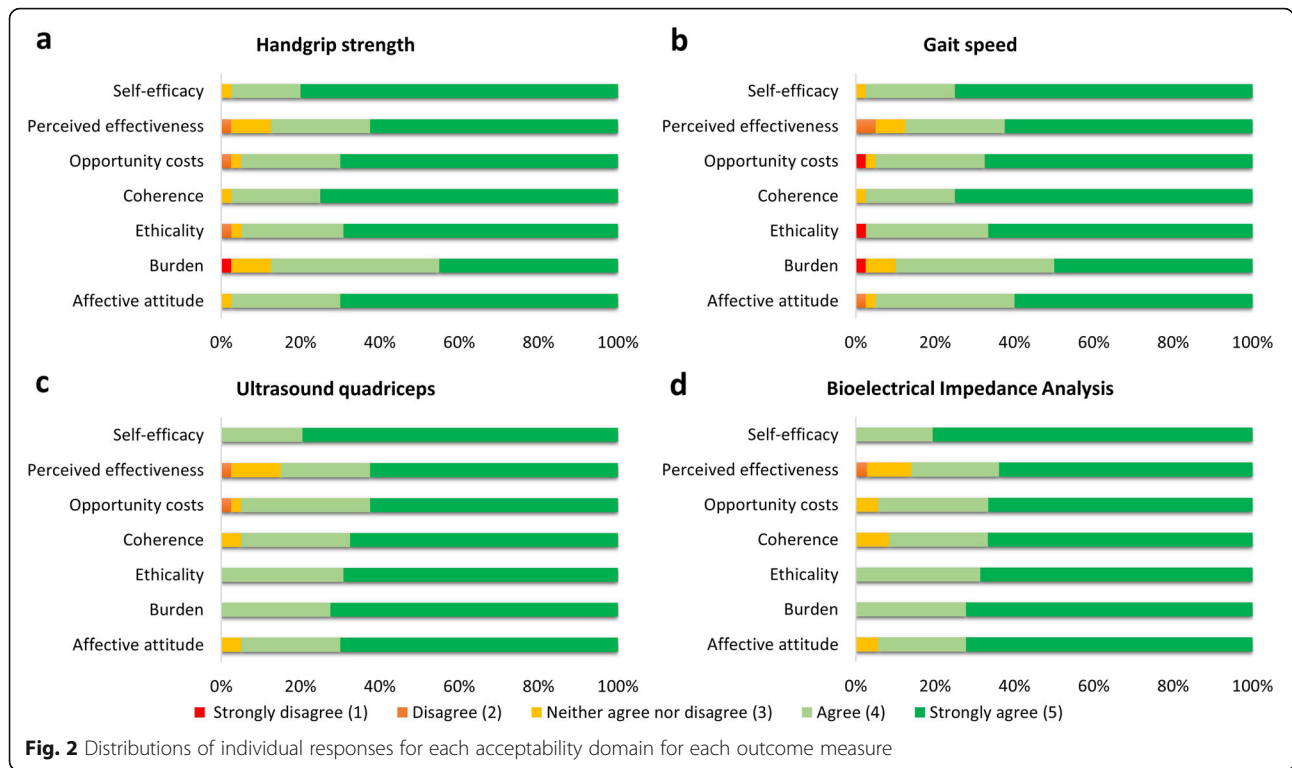 a
Handgrip strength
Self-efficacy
Perceived effectiveness
Opportunity costs
Coherence
Ethicality
Burden
Affective attitude
0% 20% 40% 60% 80% 100%
b
Gait speed
Self-efficacy
Perceived effectiveness
Opportunity costs
Coherence
Ethicality
Burden
Affective attitude
0% 20% 40% 60% 80% 100%
c
Ultrasound quadriceps
Self-efficacy
Perceived effectiveness
Opportunity costs
Coherence
Ethicality
Burden
Affective attitude
0% 20% 40% 60% 80% 100%
d
Bioelectrical Impedance Analysis
Self-efficacy
Perceived effectiveness
Opportunity costs
Coherence
Ethicality
Burden
Affective attitude
0% 20% 40% 60% 80% 100%
Strongly disagree (1) Disagree (2) Neither agree nor disagree (3) Agree (4) Strongly agree (5)
Fig. 2 Distributions of individual responses for each acceptability domain for each outcome measure